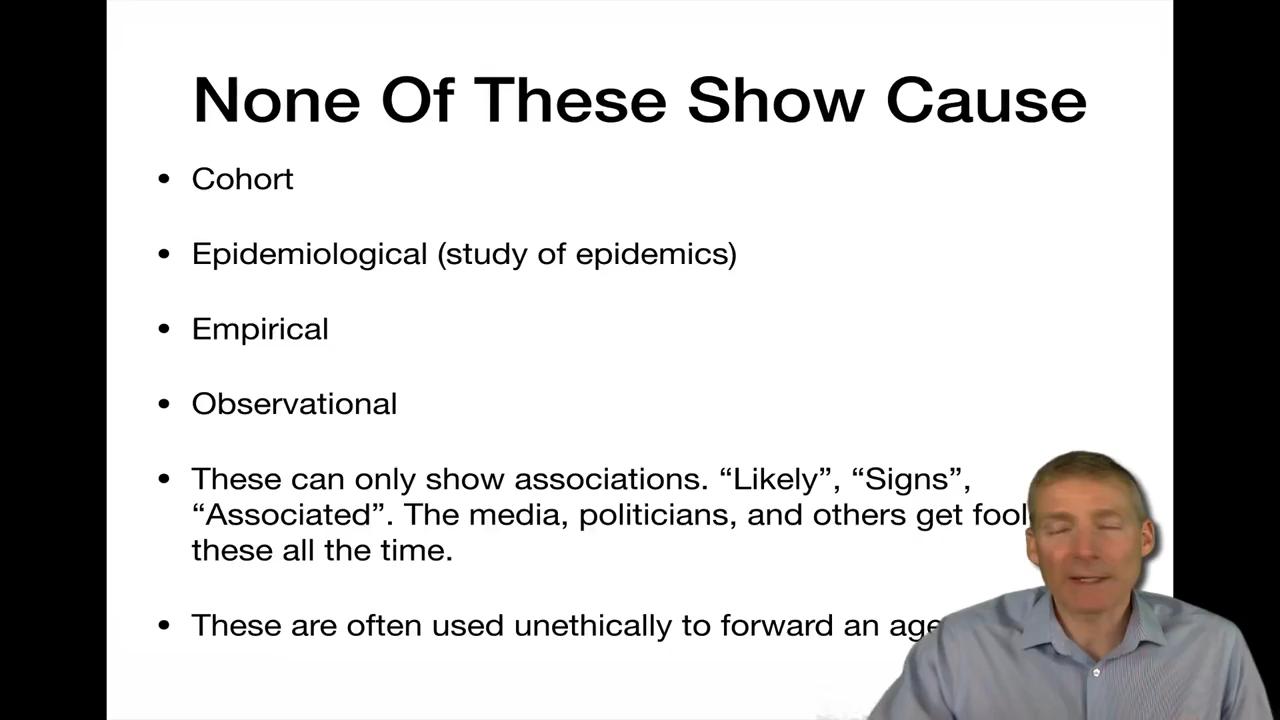 None Of These Show Cause
• Cohort
• Epidemiological (study of epidemics)
• Empirical
• Observational
• These can only show associations. “Likely”, “Signs”,
“Associated”. The media, politicians, and others get
these all the time.
• These are often used unethically to forward an